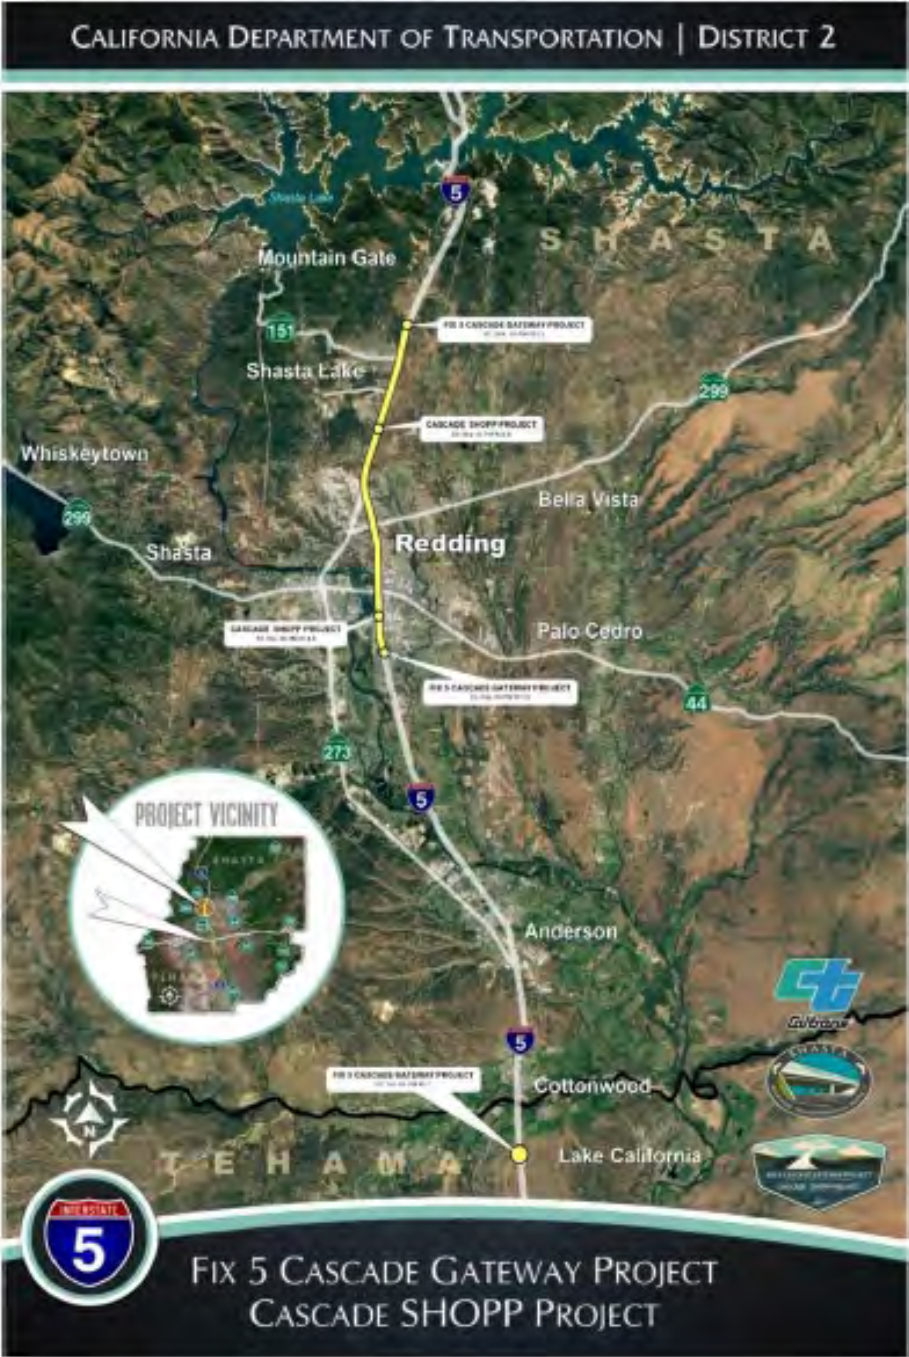 CALIFORNIA DEPARTMENT OF TRANSPORTATION | DISTRICT 2
Shasta Lake
5
SHASTA
Mountain Gate
FIX 5 CASCADE GATEWAY PROJECT
151
Shasta Lake
299
CASCADE SHOPP PROJECT
Whiskeytown
Bella Vista
299
Redding
Shasta
CASCADE SHOPP PROJECT
Palo Cedro
FIX 5 CASCADE GATEWAY PROJECT
44
273
5
PROJECT VICINITY
SHASTA
Anderson
TEHAMA
Caltrans
5
SHASTA
FIX 5 CASCADE GATEWAY PROJECT
Cottonwood
N
TEHAMA
Lake California
INTERSTATE
5
FIX 5 CASCADE GATEWAY PROJECT
CASCADE SHOPP PROJECT